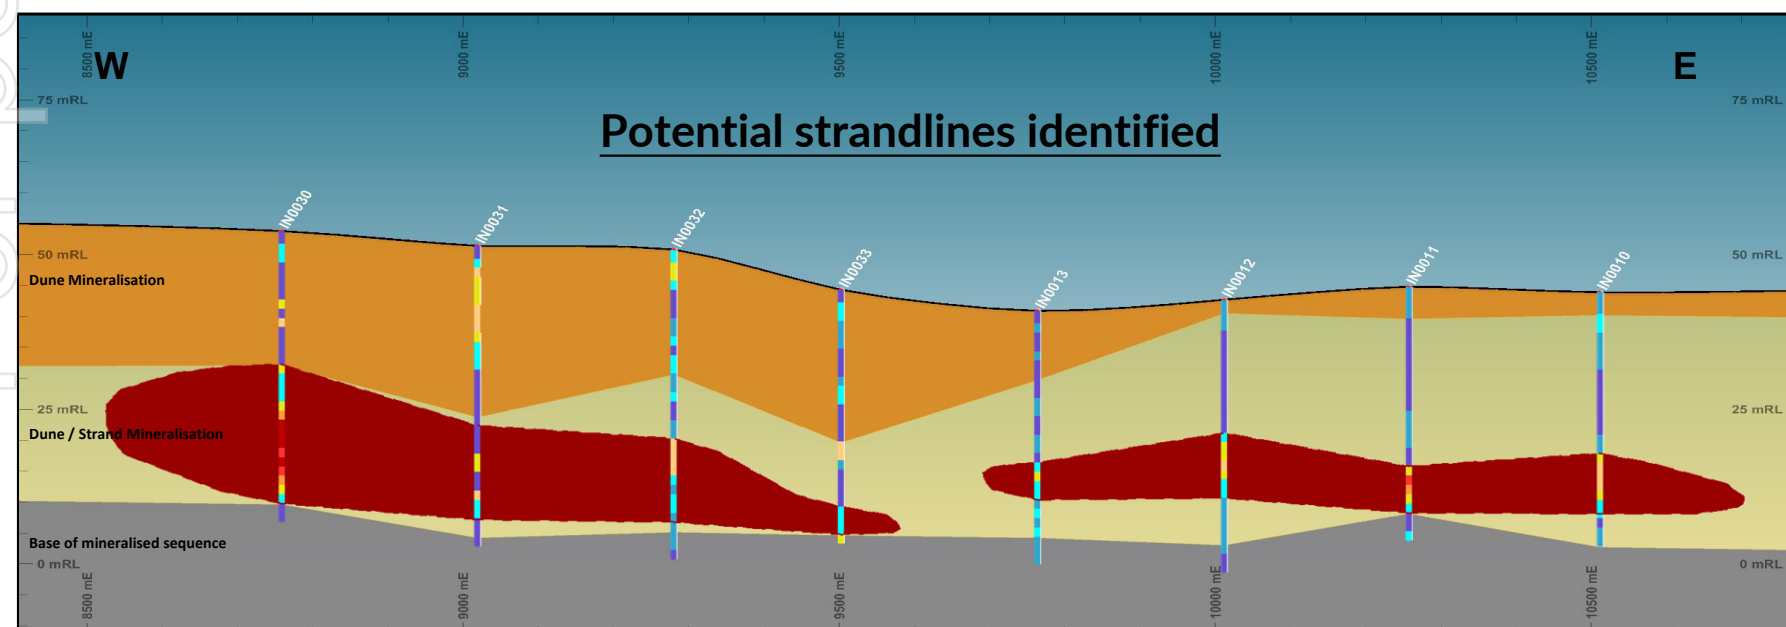 8500 mE
9000 mE
9500 mE
10000 mE
10500 mE
W
E
75 mRL
75 mRL
Potential strandlines identified
IN0030
IN0031
IN0032
IN0033
IN0013
IN0012
IN0011
IN0010
50 mRL
50 mRL
Dune Mineralisation
25 mRL
25 mRL
Dune / Strand Mineralisation
Base of mineralised sequence
0 mRL
0 mRL
8500 mE
9000 mE
9500 mE
10000 mE
10500 mE